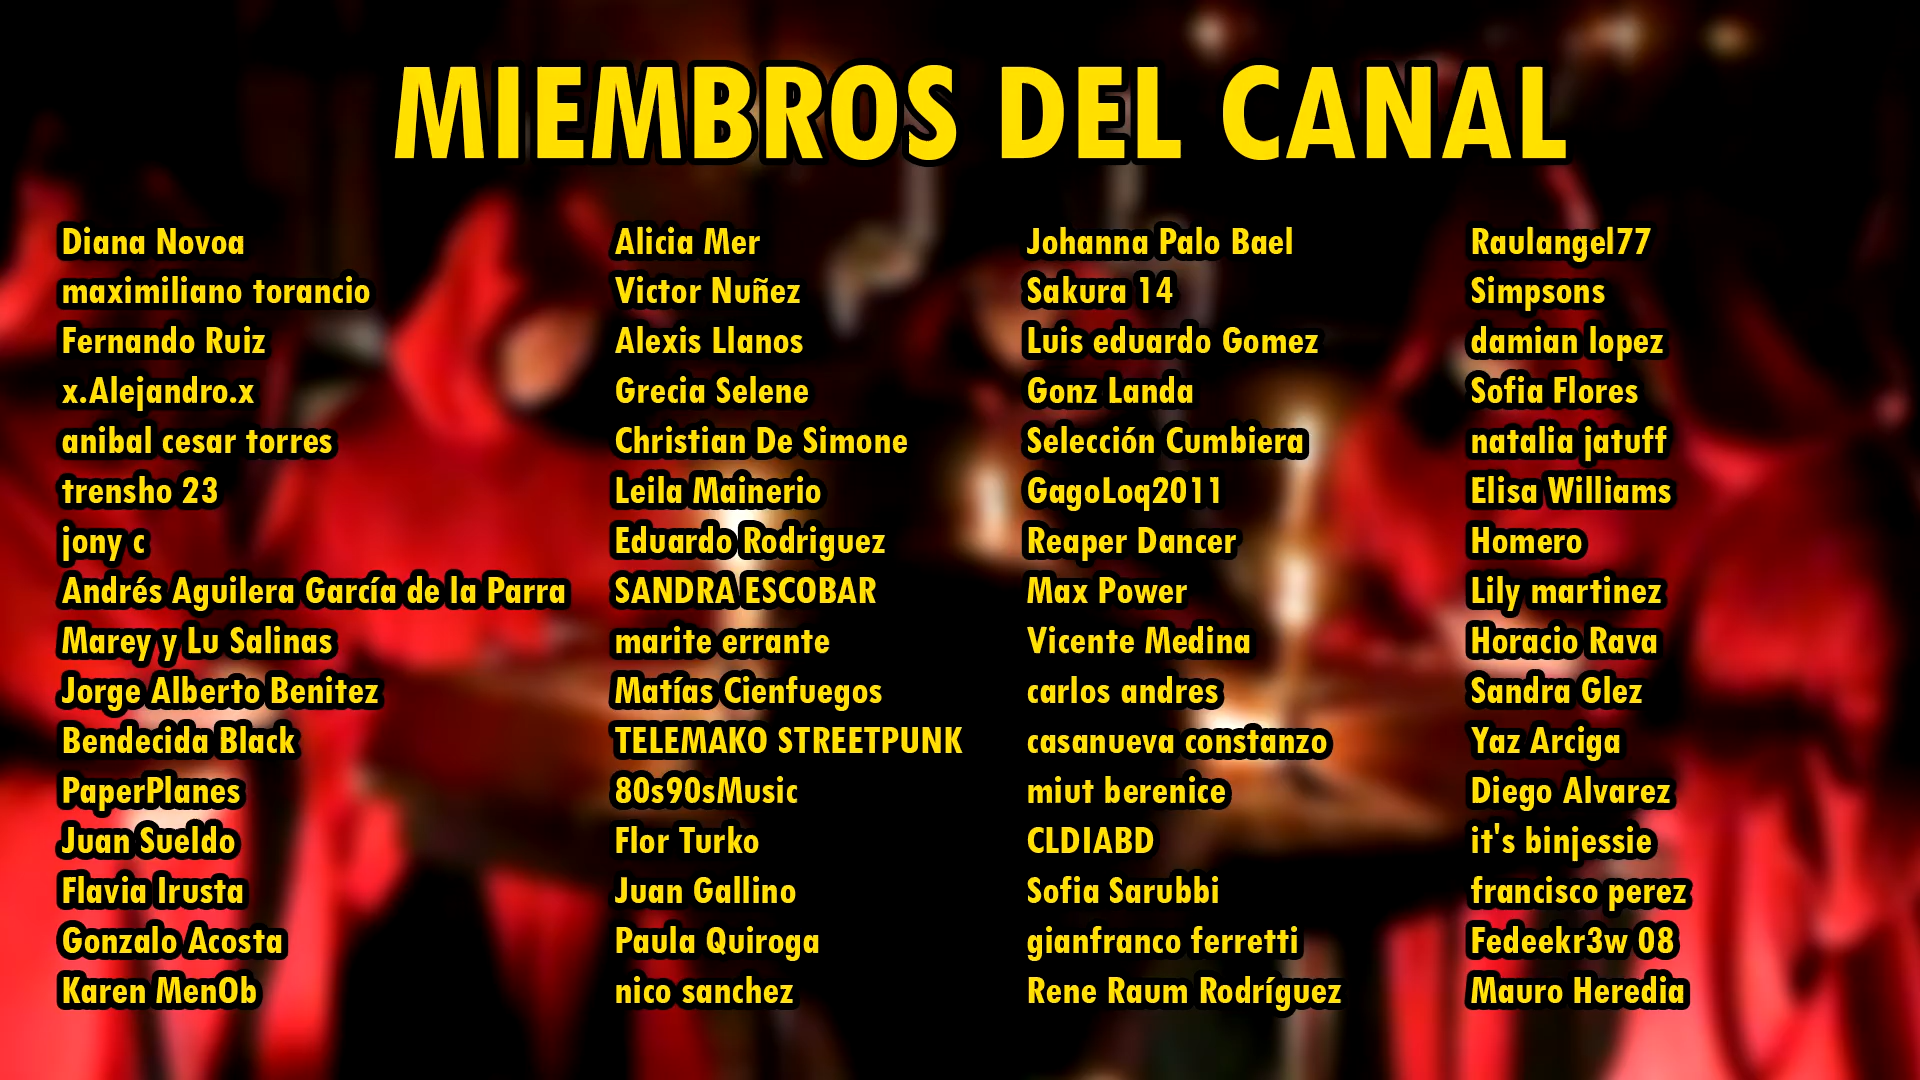 MIEMBROS DEL CANAL
Diana Novoa
maximiliano torancio
Fernando Ruiz
x.Alejandro.x
anibal cesar torres
trensho 23
jony c
Andrés Aguilera García de la Parra
Marey y Lu Salinas
Jorge Alberto Benitez
Bendecida Black
PaperPlanes
Juan Sueldo
Flavia Irusta
Gonzalo Acosta
Karen MenOb
Alicia Mer
Victor Nuñez
Alexis Llanos
Grecia Selene
Christian De Simone
Leila Mainerio
Eduardo Rodriguez
SANDRA ESCOBAR
marite errante
Matías Cienfuegos
TELEMAKO STREETPUNK
80s90sMusic
Flor Turko
Juan Gallino
Paula Quiroga
nico sanchez
Johanna Palo Bael
Sakura 14
Luis eduardo Gomez
Gonz Landa
Selección Cumbiera
GagoLoq2011
Reaper Dancer
Max Power
Vicente Medina
carlos andres
casanueva constanzo
miut berenice
CLDIABD
Sofia Sarubbi
gianfranco ferretti
Rene Raum Rodríguez
Raulangel77
Simpsons
damian lopez
Sofia Flores
natalia jatuff
Elisa Williams
Homero
Lily martinez
Horacio Rava
Sandra Glez
Yaz Arciga
Diego Alvarez
it's binjessie
francisco perez
Fedeekr3w 08
Mauro Heredia